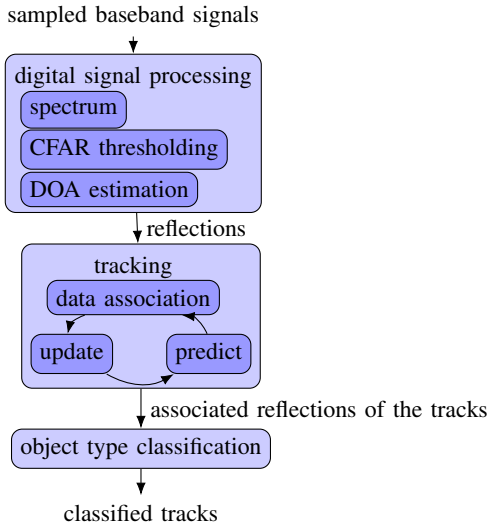 sampled baseband signals
digital signal processing
spectrum
CFAR thresholding
DOA estimation
reflections
tracking
data association
update predict
associated reflections of the tracks
object type classification
classified tracks